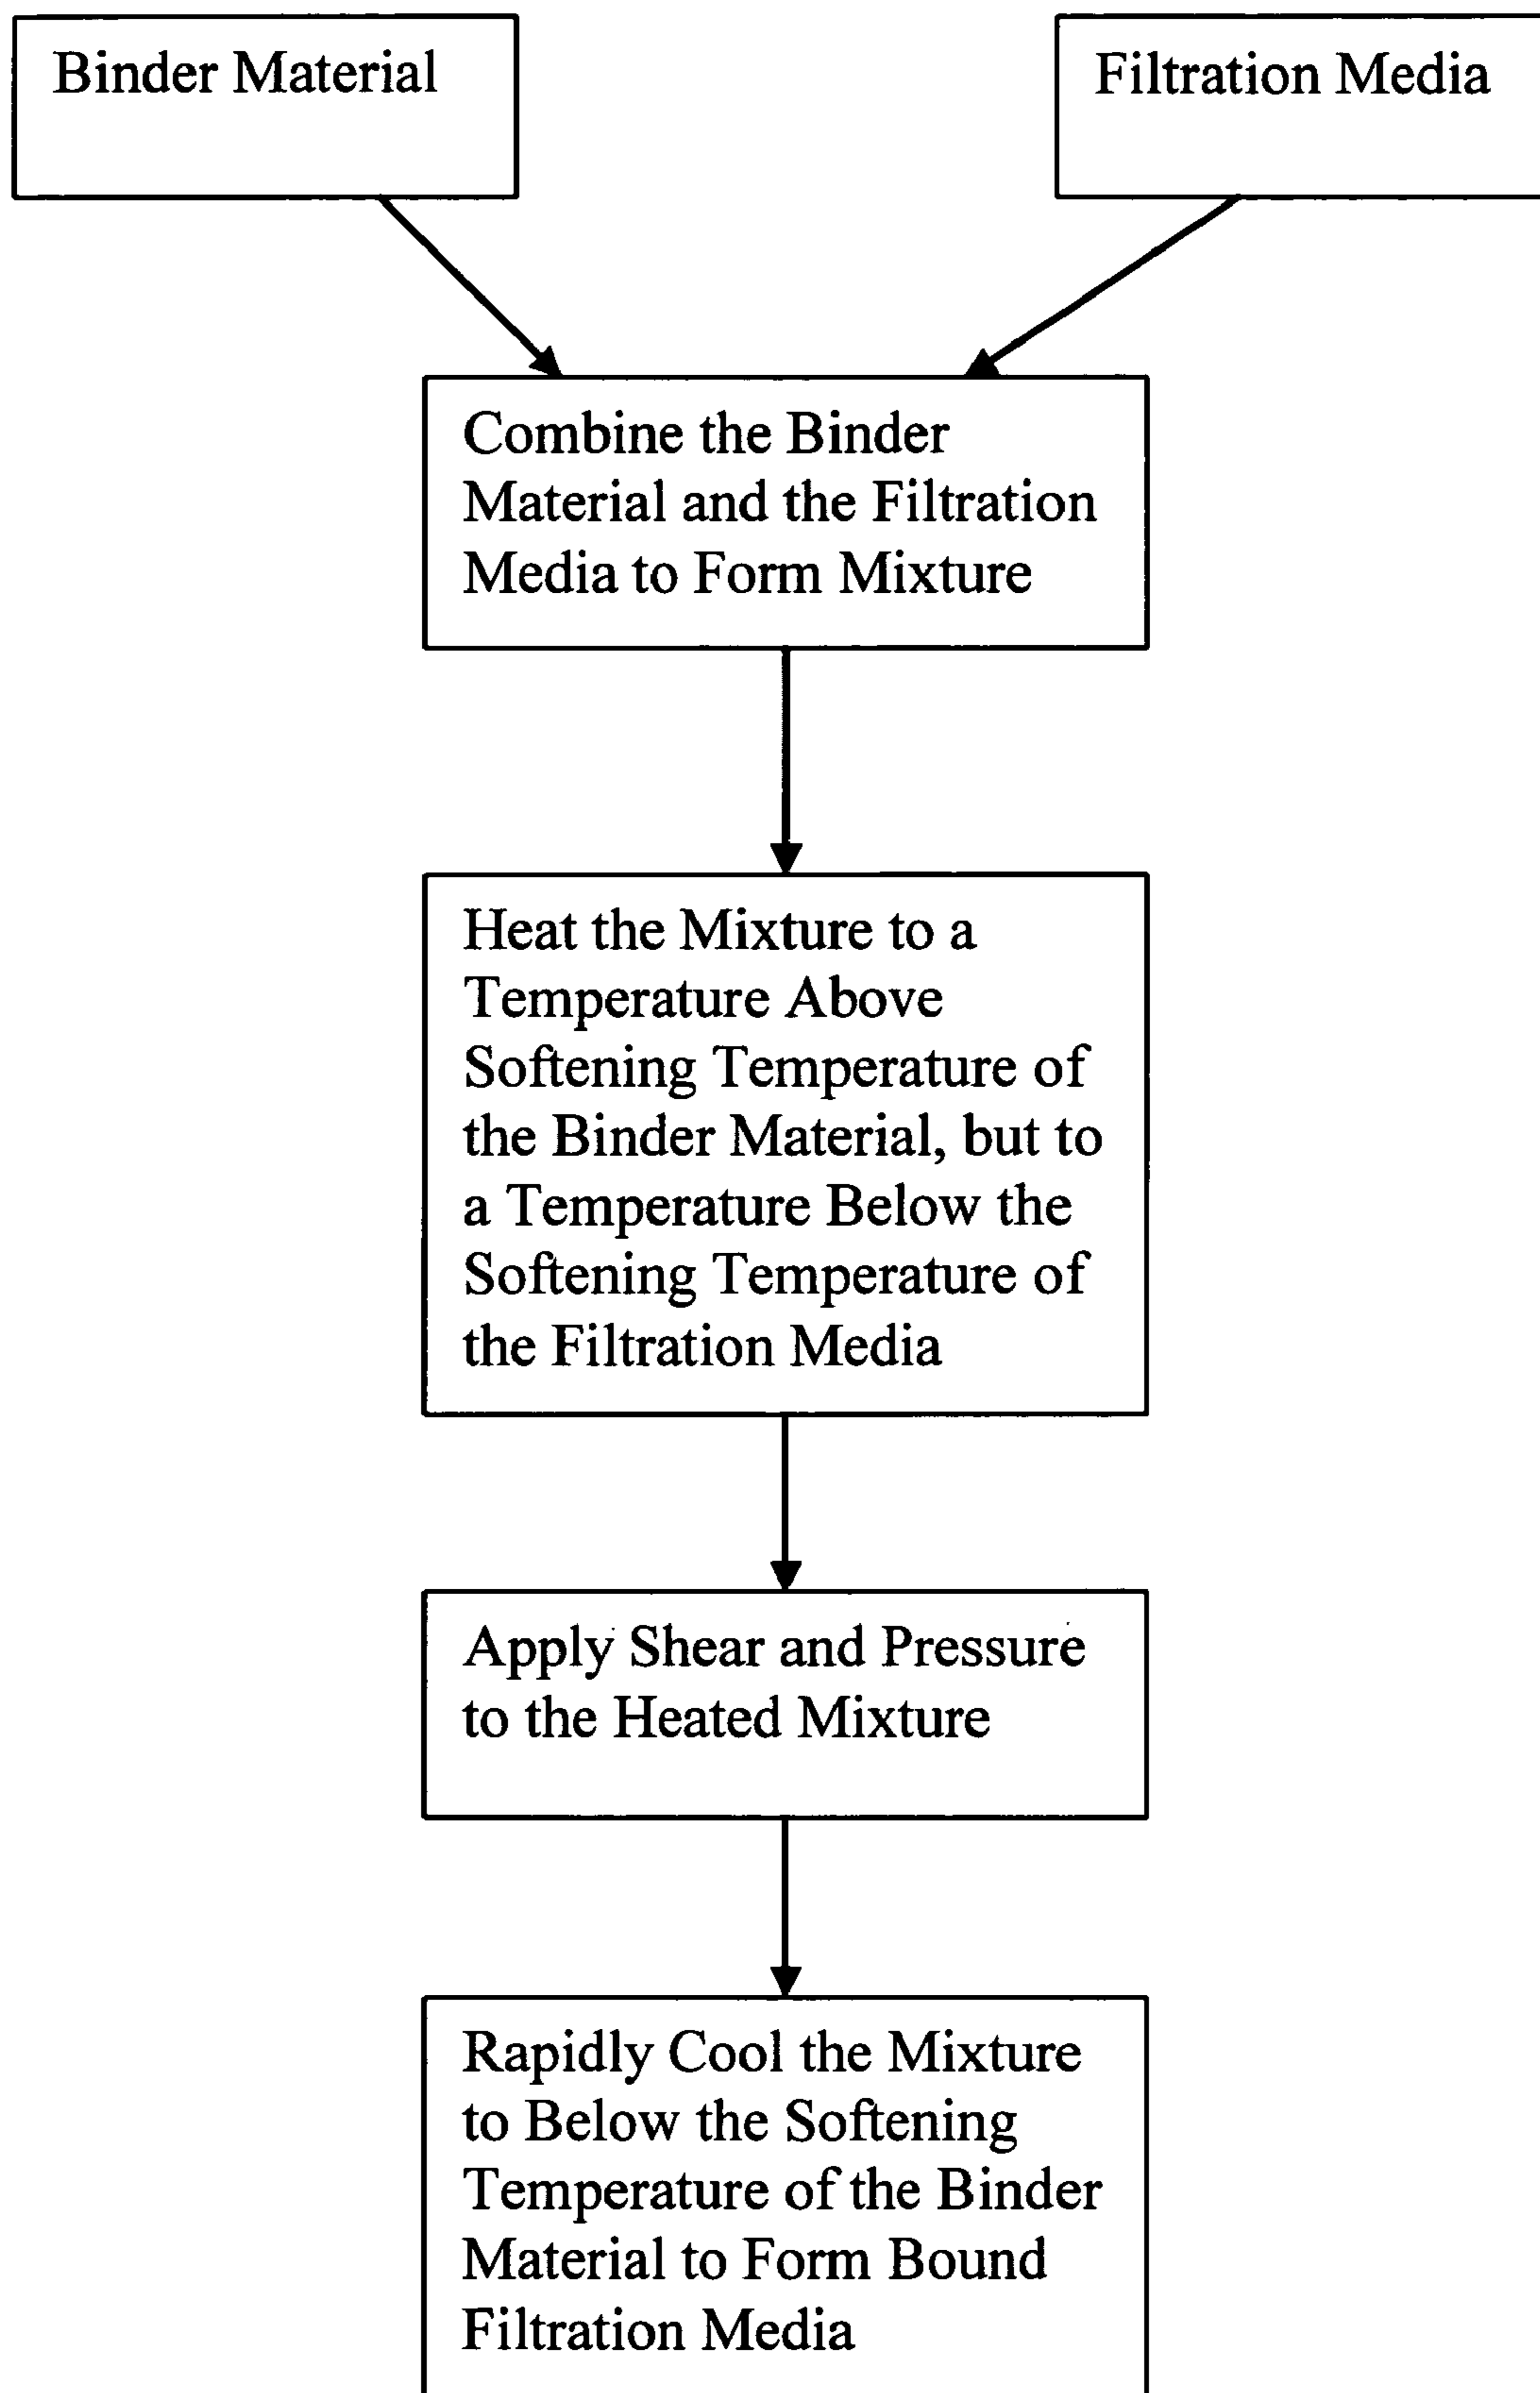 Binder Material
Filtration Media
Combine the Binder
Material and the Filtration
Media to Form Mixture
Heat the Mixture to a
Temperature Above
Softening Temperature of
the Binder Material, but to
a Temperature Below the
Softening Temperature of
the Filtration Media
Apply Shear and Pressure
to the Heated Mixture
Rapidly Cool the Mixture
to Below the Softening
Temperature of the Binder
Material to Form Bound
Filtration Media